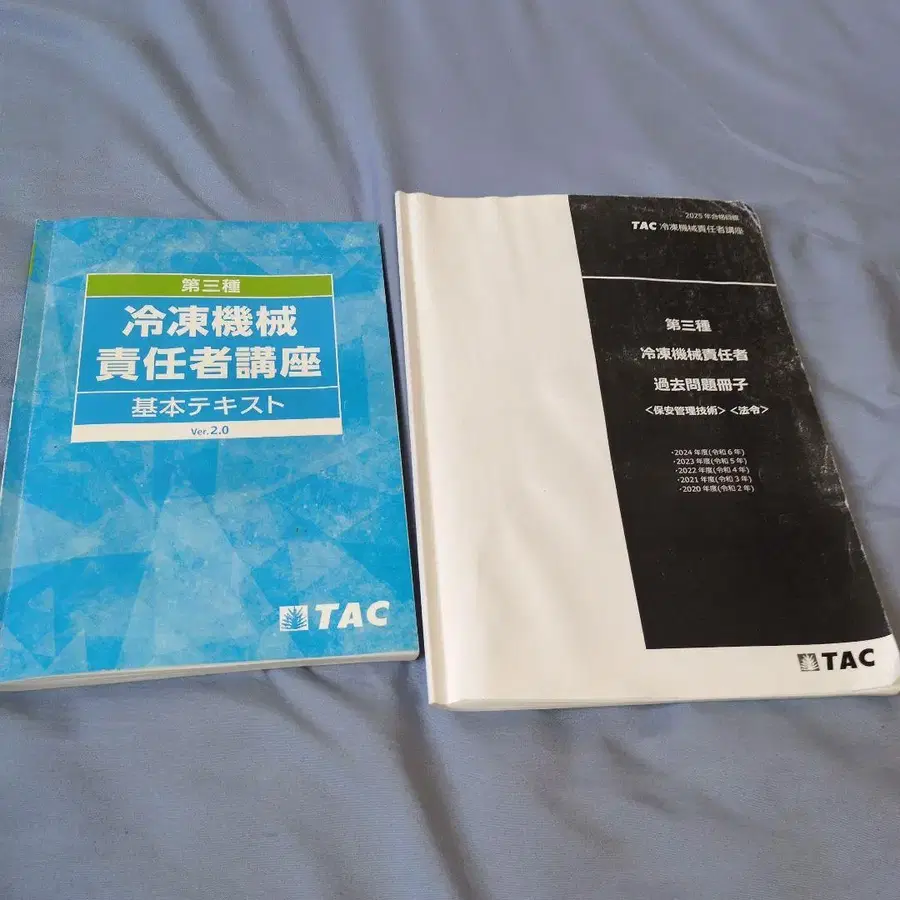 第三種
冷凍機械
責任者講座
基本テキスト
Ver.2.0
TAC
2025年合格目標
TAC 冷凍機械責任者講座
第三種
冷凍機械責任者
過去問題冊子
<保安管理技術><法令>
・2024年度(令和6年)
・2023年度(令和5年)
・2022年度(令和4年)
・2021年度(令和3年)
・2020年度(令和2年)
TAC